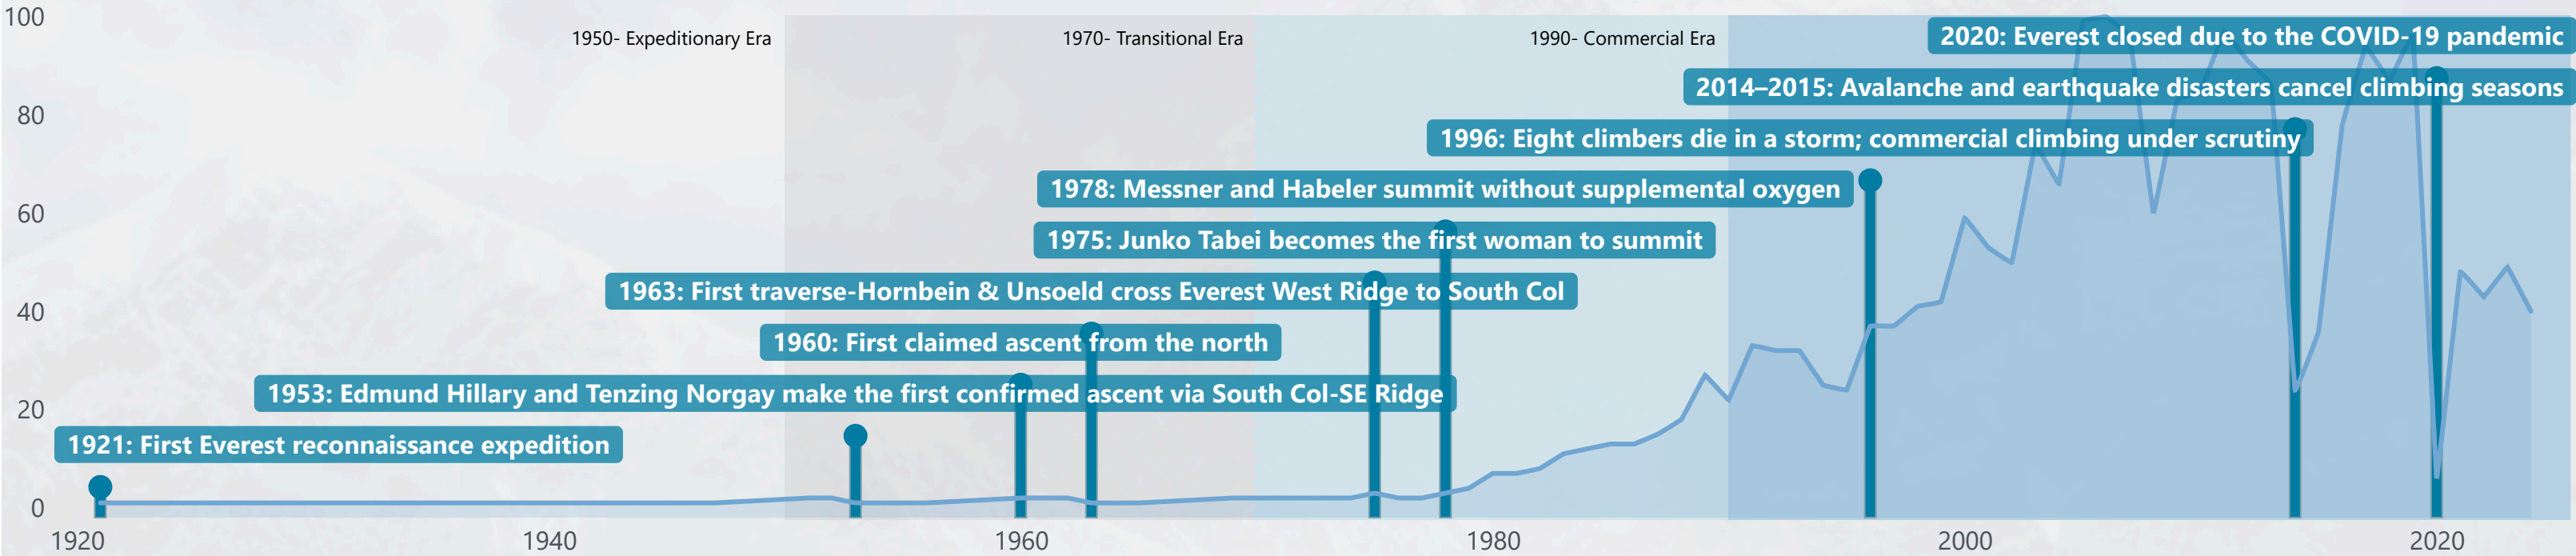 100
1950- Expeditionary Era
1970- Transitional Era
1990- Commercial Era
2020: Everest closed due to the COVID-19 pandemic
2014–2015: Avalanche and earthquake disasters cancel climbing seasons
80
1996: Eight climbers die in a storm; commercial climbing under scrutiny
1978: Messner and Habeler summit without supplemental oxygen
60
1975: Junko Tabei becomes the first woman to summit
1963: First traverse-Hornbein & Unsoeld cross Everest West Ridge to South Col
40
1960: First claimed ascent from the north
1953: Edmund Hillary and Tenzing Norgay make the first confirmed ascent via South Col-SE Ridge
20
1921: First Everest reconnaissance expedition
0
1920
1940
1960
1980
2000
2020